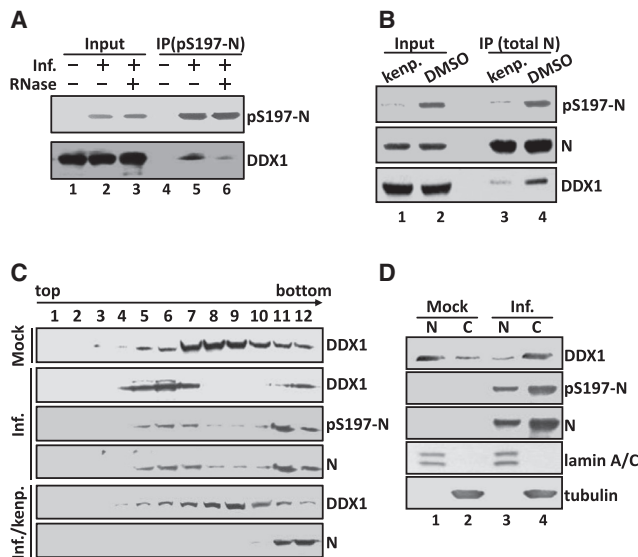 A
Input IP(pS197-N)
Inf. – + + – + +
RNase – – + – – +
pS197-N
DDX1
1 2 3 4 5 6
B
Input IP (total N)
kenp. DMSO kenp. DMSO
pS197-N
N
DDX1
1 2 3 4
C
top bottom
1 2 3 4 5 6 7 8 9 10 11 12
Mock DDX1
Inf. DDX1
pS197-N
N
Inf./kenp. DDX1
N
D
Mock Inf.
N C N C
DDX1
pS197-N
N
lamin A/C
tubulin
1 2 3 4